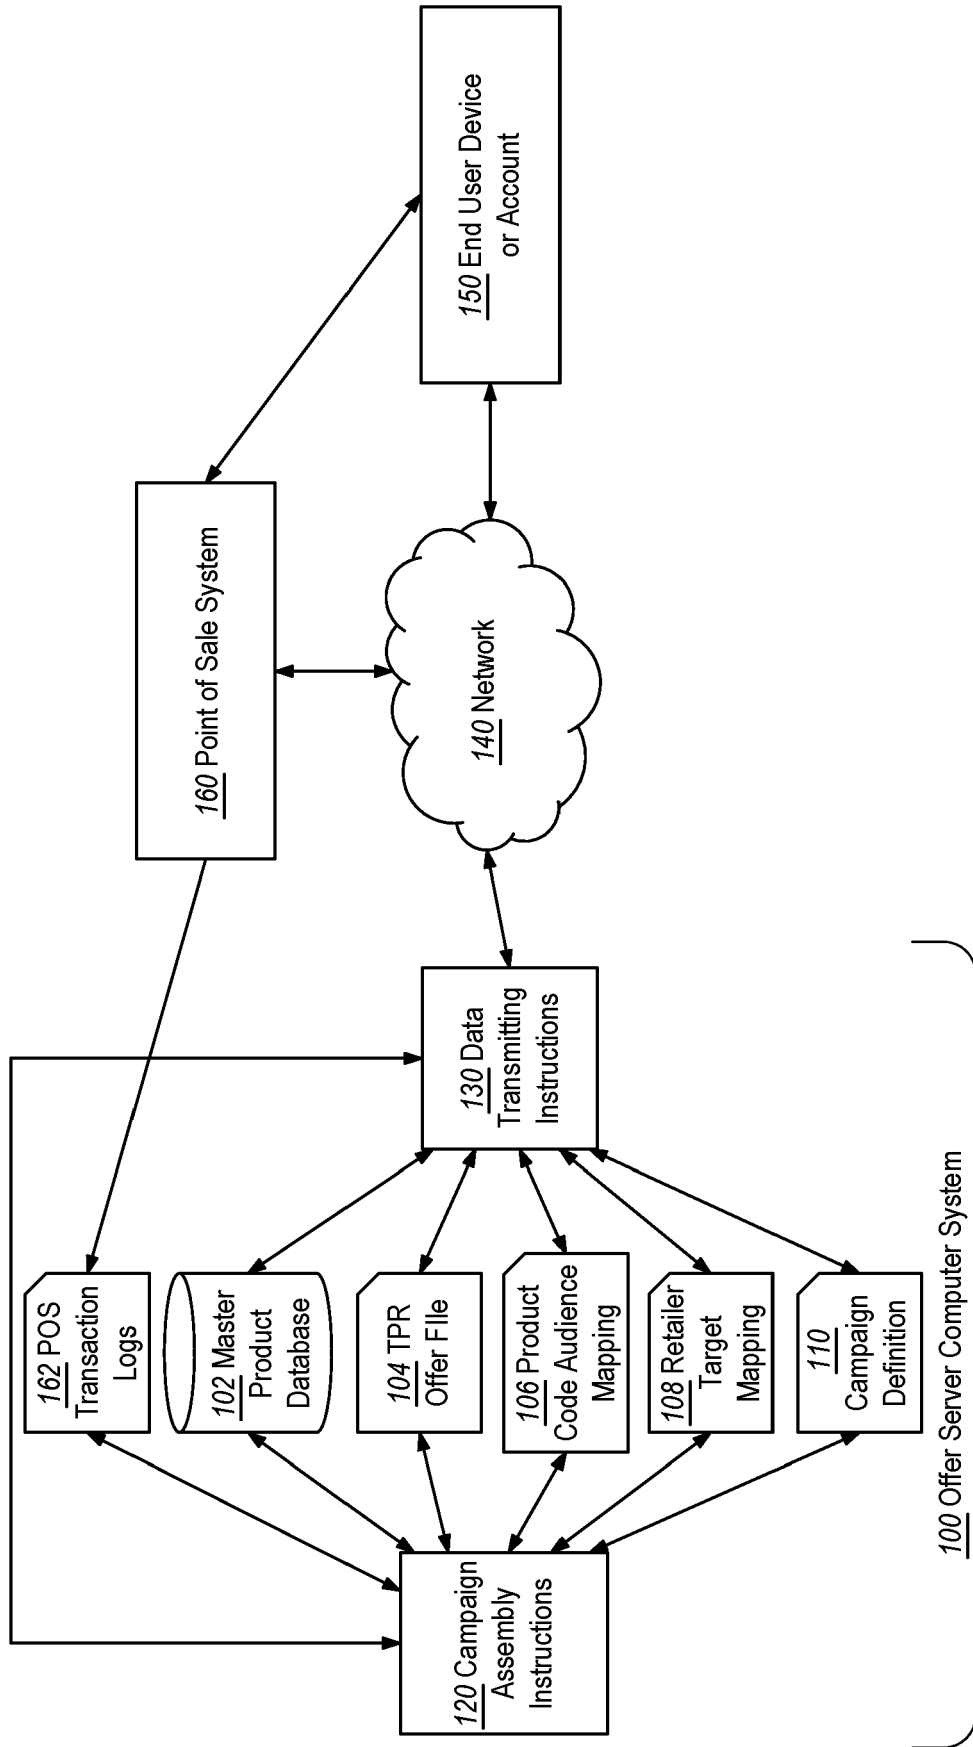 162 POS
Transaction
Logs
102 Master
Product
Database
104 TPR
Offer FIle
106 Product
Code Audience
Mapping
108 Retailer
Target
Mapping
110
Campaign
Definition
120 Campaign
Assembly
Instructions
130 Data
Transmitting
Instructions
160 Point of Sale System
140 Network
150 End User Device
or Account
100 Offer Server Computer System